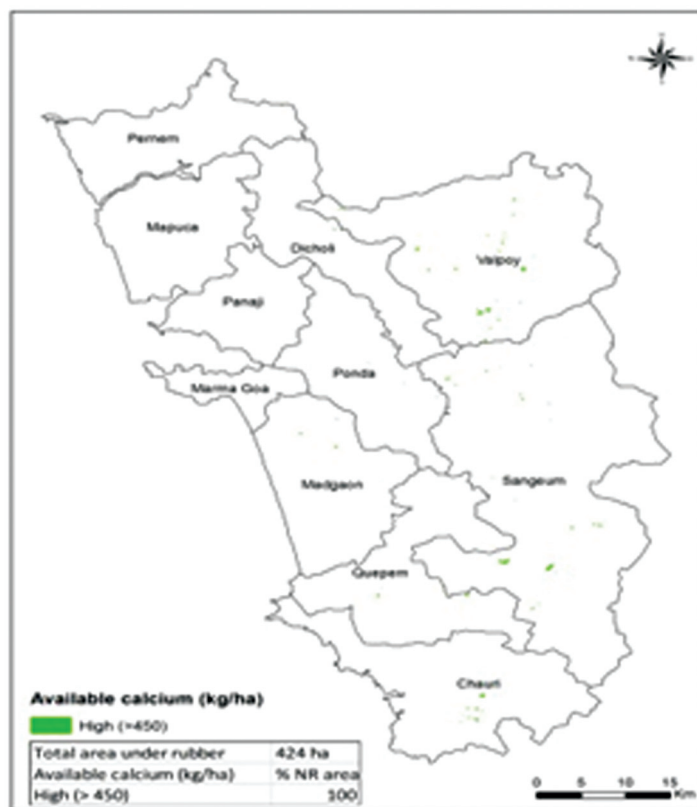 Pernem
Mapuca
Dicholi
Valpoy
Panaji
Ponda
Marma Goa
Madgaon
Sangeum
Quepem
Chauri
Available calcium (kg/ha)
High (>450)
Total area under rubber 424 ha
Available calcium (kg/ha) % NR area
High (> 450) 100
0 5 10 15
Km